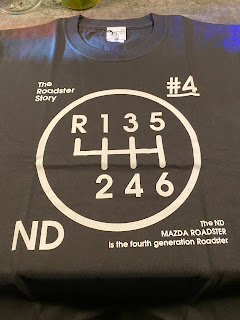 The
Roadster
Story
#4
R 1 3 5
2 4 6
ND
The ND
MAZDA ROADSTER
is the fourth generation Roadster